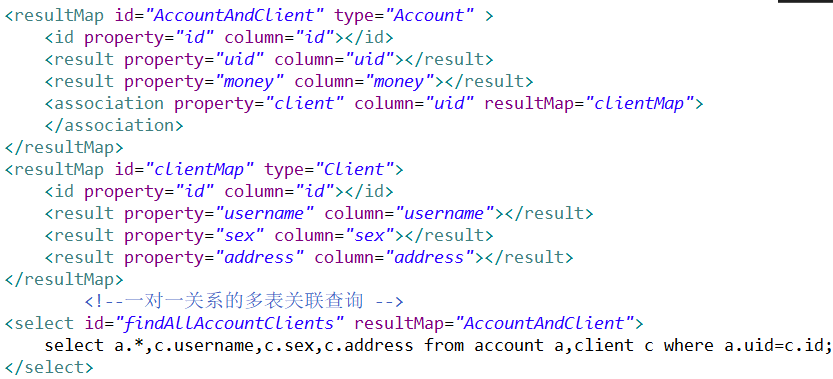 <resultMap id="AccountAndClient" type="Account" >
    <id property="id" column="id"></id>
    <result property="uid" column="uid"></result>
    <result property="money" column="money"></result>
    <association property="client" column="uid" resultMap="clientMap">
    </association>
</resultMap>
<resultMap id="clientMap" type="Client">
    <id property="id" column="id"></id>
    <result property="username" column="username"></result>
    <result property="sex" column="sex"></result>
    <result property="address" column="address"></result>
</resultMap>
        <!--一对一关系的多表关联查询 -->
<select id="findAllAccountClients" resultMap="AccountAndClient">
    select a.*,c.username,c.sex,c.address from account a,client c where a.uid=c.id;
</select>